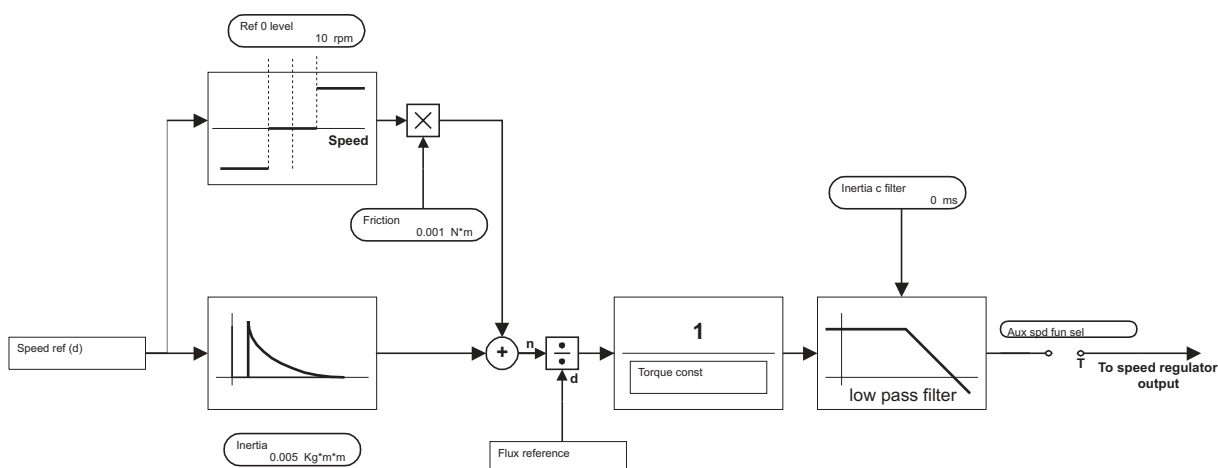 Ref 0 level
10 rpm
Speed
Friction
0.001 N*m
Inertia c filter
0 ms
Speed ref (d)
+
n
d
1
Torque const
low pass filter
Aux spd fun sel
T
To speed regulator
output
Inertia
0.005 Kg*m*m
Flux reference